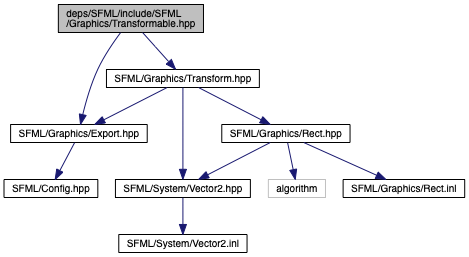 deps/SFML/include/SFML
/Graphics/Transformable.hpp
SFML/Graphics/Transform.hpp
SFML/Graphics/Export.hpp
SFML/Graphics/Rect.hpp
SFML/Config.hpp
SFML/System/Vector2.hpp
algorithm
SFML/Graphics/Rect.inl
SFML/System/Vector2.inl